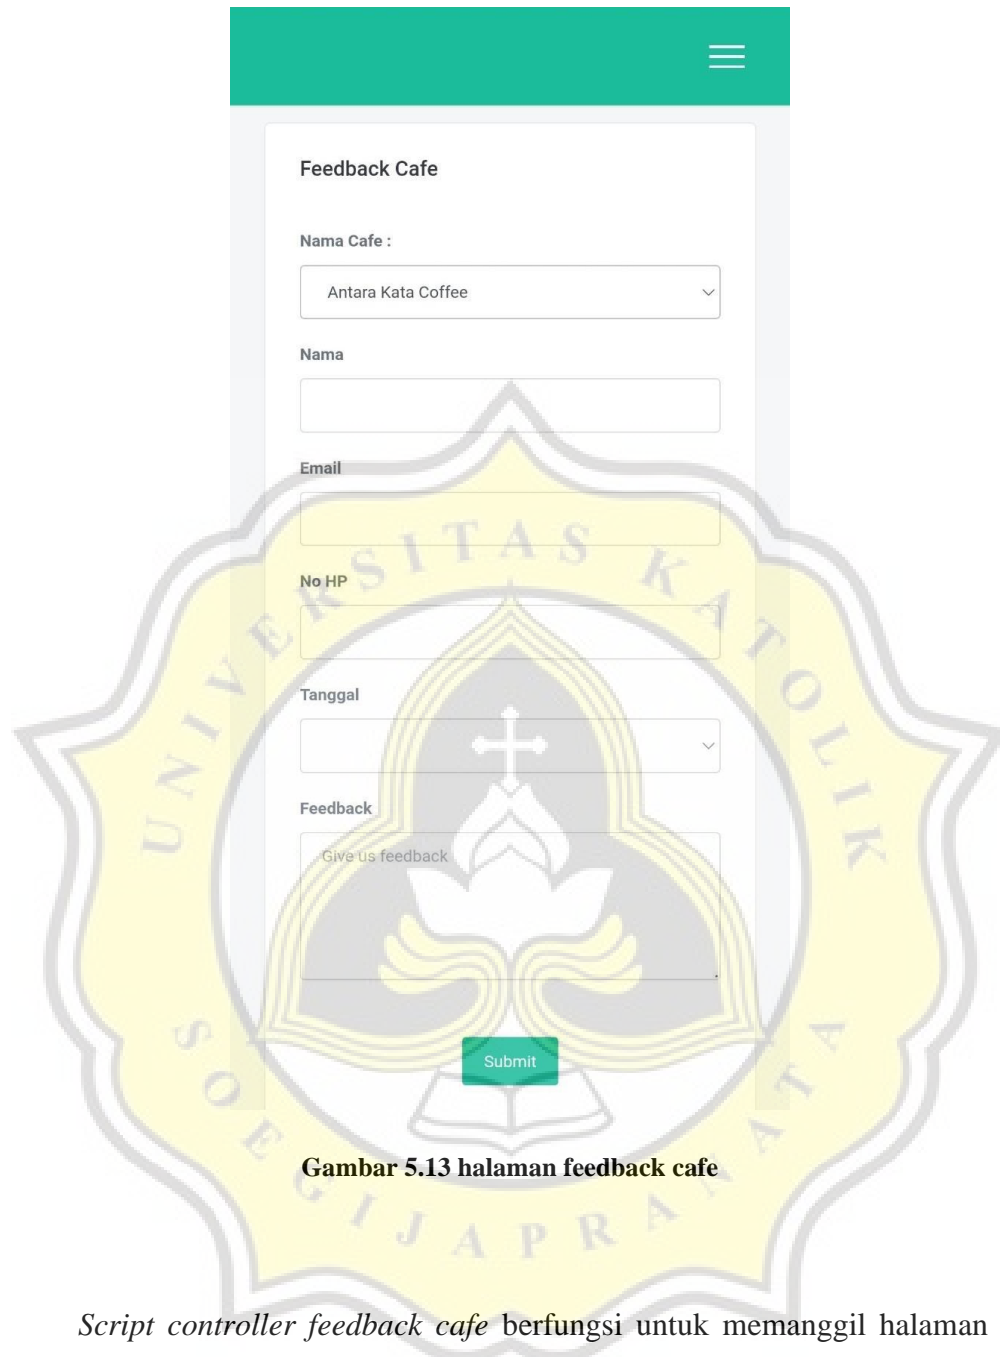 Feedback Cafe
Nama Cafe :
Antara Kata Coffee
Nama
Email
No HP
Tanggal
Feedback
Give us feedback
Submit
UNIVERSITAS KATOLIK
SOEGIJAPRANATA
Gambar 5.13 halaman feedback cafe
Script controller feedback cafe berfungsi untuk memanggil halaman